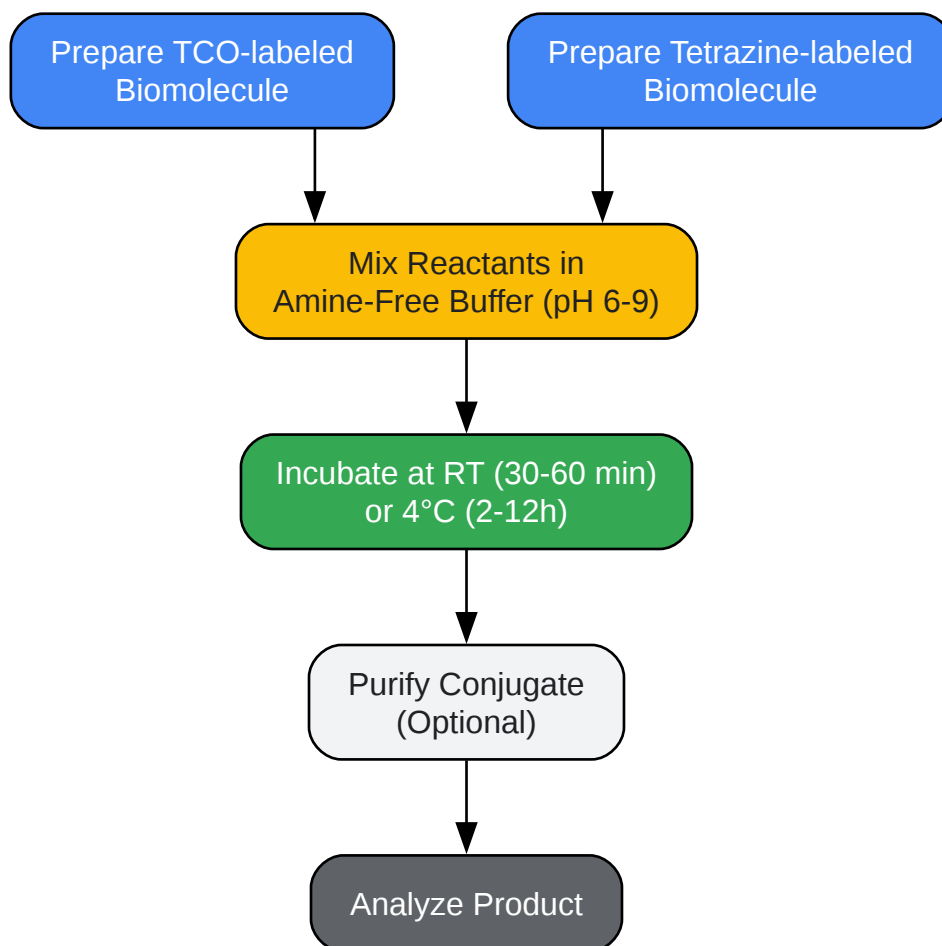 Prepare TCO-labeled
Biomolecule
Prepare Tetrazine-labeled
Biomolecule
Mix Reactants in
Amine-Free Buffer (pH 6-9)
Incubate at RT (30-60 min)
or 4°C (2-12h)
Purify Conjugate
(Optional)
Analyze Product